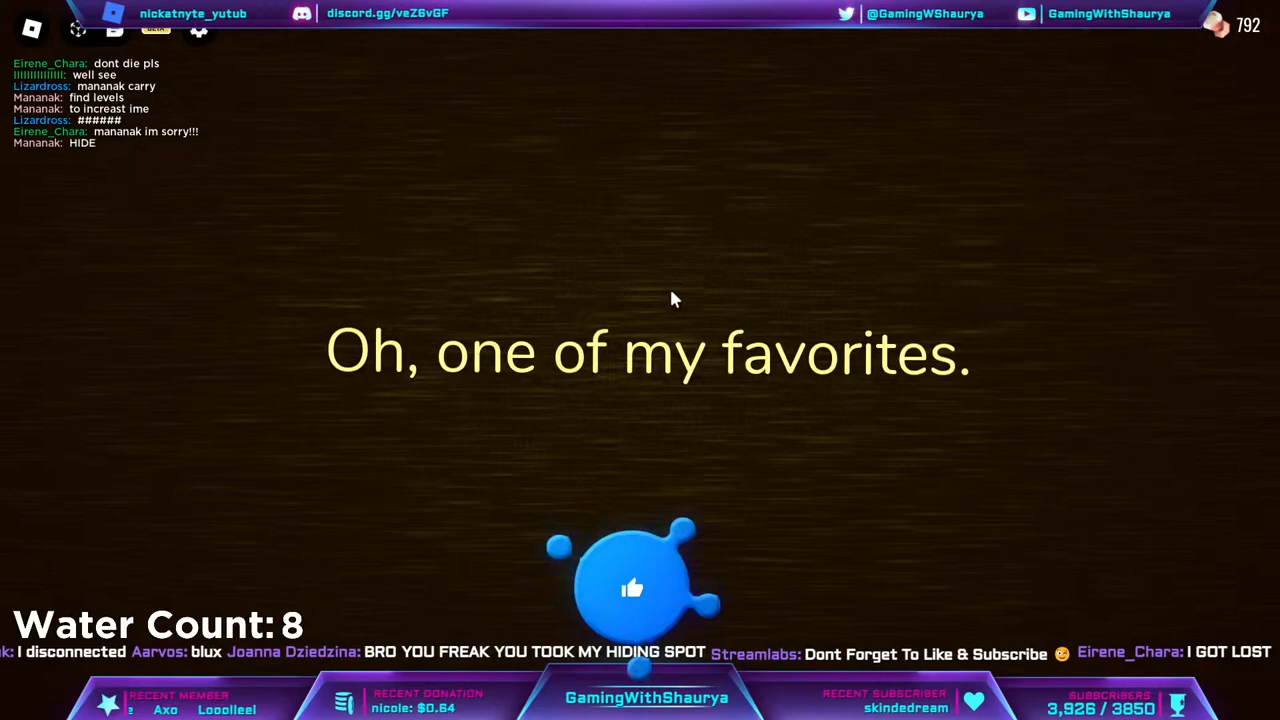 nickatnyte_yutub
discord.gg/veZ6vGF
@GamingWShaurya
GamingWithShaurya
BETA
792
Eirene_Chara: dont die pls
llllllllllllll: well see
Lizardross: mananak carry
Mananak: find levels
Mananak: to increast ime
Lizardross: ######
Eirene_Chara: mananak im sorry!!!
Mananak: HIDE
Oh, one of my favorites.
Water Count: 8
k: I disconnected Aarvos: blux Joanna Dziedzina: BRO YOU FREAK YOU TOOK MY HIDING SPOT Streamlabs: Dont Forget To Like & Subscribe 😉 Eirene_Chara: I GOT LOST
RECENT MEMBER
Axo Looolleel
RECENT DONATION
nicole: $0.64
GamingWithShaurya
RECENT SUBSCRIBER
skindedream
SUBSCRIBERS
3,926 / 3850